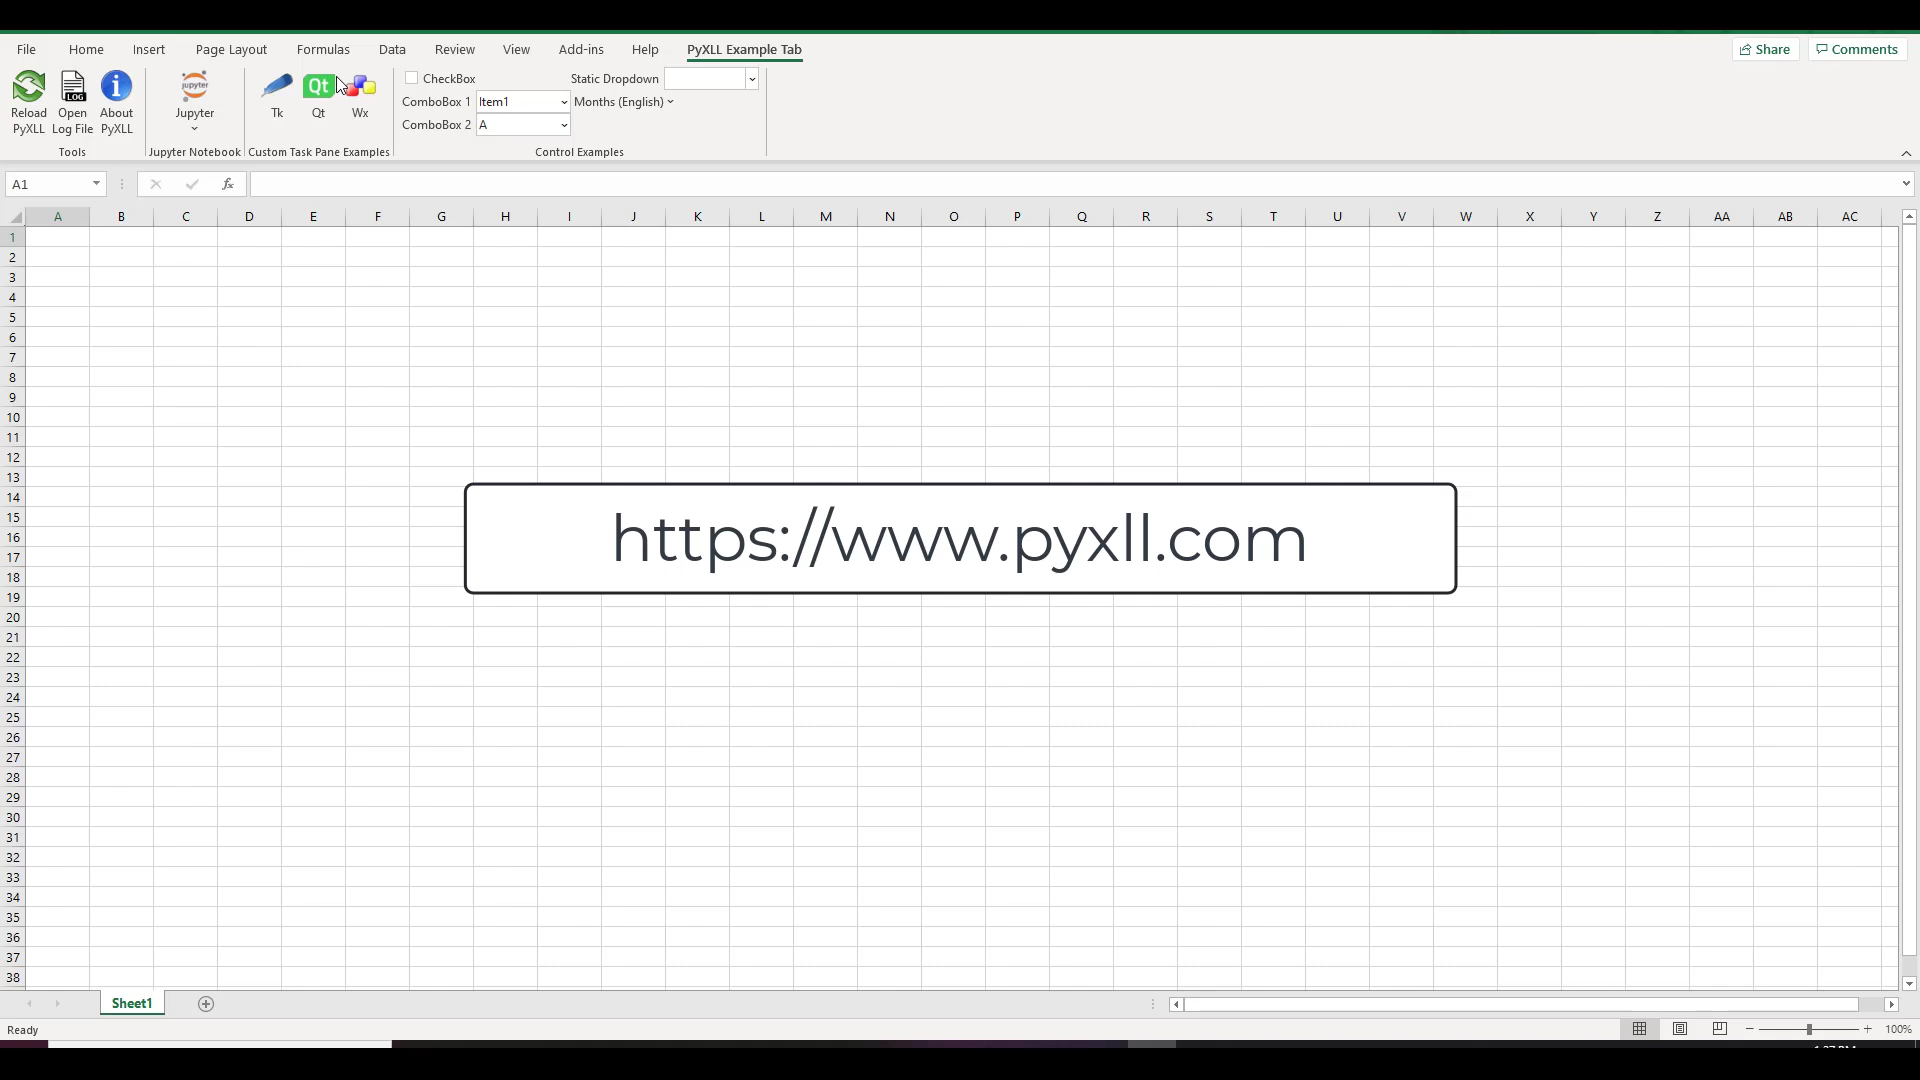 File Home Insert Page Layout Formulas Data Review View Add-ins Help PyXLL Example Tab Share Comments
Reload PyXLL
Open Log File
About PyXLL
Tools
LOG
jupyter
Jupyter
Jupyter Notebook
Tk
Qt
Qt
Wx
Custom Task Pane Examples
CheckBox
ComboBox 1 Item1
ComboBox 2 A
Static Dropdown
Months (English)
Control Examples
A1 fx
A B C D E F G H I J K L M N O P Q R S T U V W X Y Z AA AB AC
1
2
3
4
5
6
7
8
9
10
11
12
13
14
15
16
17
18
19
20
21
22
23
24
25
26
27
28
29
30
31
32
33
34
35
36
37
38
https://www.pyxll.com
Sheet1
Ready 100%